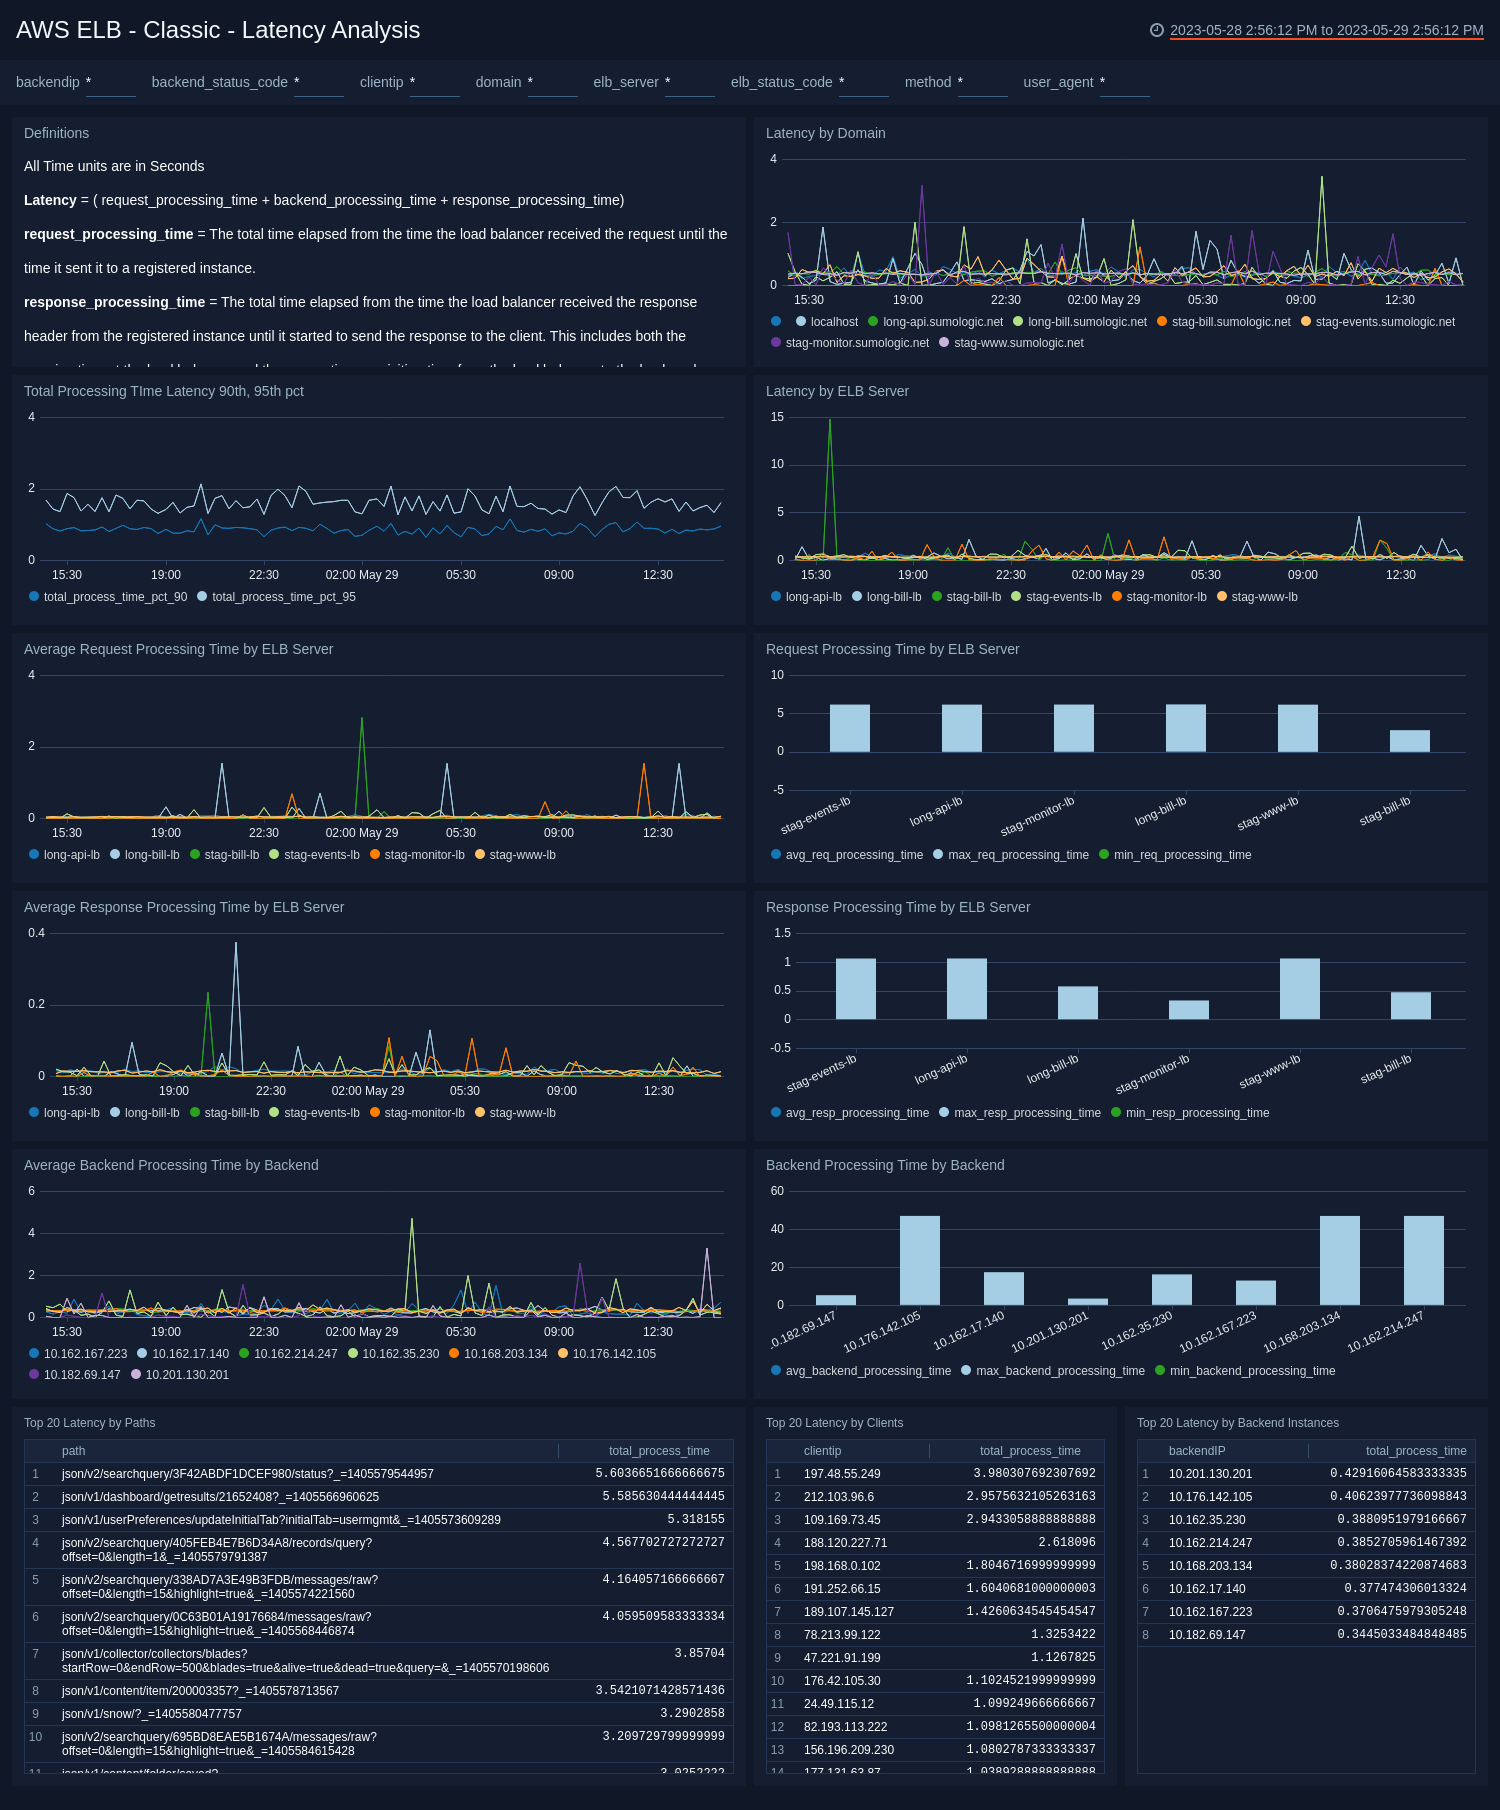 AWS ELB - Classic - Latency Analysis
2023-05-28 2:56:12 PM to 2023-05-29 2:56:12 PM
backendip * backend_status_code * clientip * domain * elb_server * elb_status_code * method * user_agent *
Definitions
All Time units are in Seconds
Latency = ( request_processing_time + backend_processing_time + response_processing_time)
request_processing_time = The total time elapsed from the time the load balancer received the request until the
time it sent it to a registered instance.
response_processing_time = The total time elapsed from the time the load balancer received the response
header from the registered instance until it started to send the response to the client. This includes both the
Latency by Domain
4
2
0
15:30 19:00 22:30 02:00 May 29 05:30 09:00 12:30
localhost long-api.sumologic.net long-bill.sumologic.net stag-bill.sumologic.net stag-events.sumologic.net
stag-monitor.sumologic.net stag-www.sumologic.net
Total Processing TIme Latency 90th, 95th pct
4
2
0
15:30 19:00 22:30 02:00 May 29 05:30 09:00 12:30
total_process_time_pct_90 total_process_time_pct_95
Latency by ELB Server
15
10
5
0
15:30 19:00 22:30 02:00 May 29 05:30 09:00 12:30
long-api-lb long-bill-lb stag-bill-lb stag-events-lb stag-monitor-lb stag-www-lb
Average Request Processing Time by ELB Server
4
2
0
15:30 19:00 22:30 02:00 May 29 05:30 09:00 12:30
long-api-lb long-bill-lb stag-bill-lb stag-events-lb stag-monitor-lb stag-www-lb
Request Processing Time by ELB Server
10
5
0
-5
stag-events-lb long-api-lb stag-monitor-lb long-bill-lb stag-www-lb stag-bill-lb
avg_req_processing_time max_req_processing_time min_req_processing_time
Average Response Processing Time by ELB Server
0.4
0.2
0
15:30 19:00 22:30 02:00 May 29 05:30 09:00 12:30
long-api-lb long-bill-lb stag-bill-lb stag-events-lb stag-monitor-lb stag-www-lb
Response Processing Time by ELB Server
1.5
1
0.5
0
-0.5
stag-events-lb long-api-lb long-bill-lb stag-monitor-lb stag-www-lb stag-bill-lb
avg_resp_processing_time max_resp_processing_time min_resp_processing_time
Average Backend Processing Time by Backend
6
4
2
0
15:30 19:00 22:30 02:00 May 29 05:30 09:00 12:30
10.162.167.223 10.162.17.140 10.162.214.247 10.162.35.230 10.168.203.134 10.176.142.105
10.182.69.147 10.201.130.201
Backend Processing Time by Backend
60
40
20
0
.0.182.69.147 10.176.142.105 10.162.17.140 10.201.130.201 10.162.35.230 10.162.167.223 10.168.203.134 10.162.214.247
avg_backend_processing_time max_backend_processing_time min_backend_processing_time
Top 20 Latency by Paths
path total_process_time
1 json/v2/searchquery/3F42ABDF1DCEF980/status?_=1405579544957 5.6036651666666675
2 json/v1/dashboard/getresults/21652408?_=1405566960625 5.585630444444445
3 json/v1/userPreferences/updateInitialTab?initialTab=usermgmt&_=1405573609289 5.318155
4 json/v2/searchquery/405FEB4E7B6D34A8/records/query? 4.567702727272727
offset=0&length=1&_=1405579791387
5 json/v2/searchquery/338AD7A3E49B3FDB/messages/raw? 4.164057166666667
offset=0&length=15&highlight=true&_=1405574221560
6 json/v2/searchquery/0C63B01A19176684/messages/raw? 4.059509583333334
offset=0&length=15&highlight=true&_=1405568446874
7 json/v1/collector/collectors/blades? 3.85704
startRow=0&endRow=500&blades=true&alive=true&dead=true&query=&_=1405570198606
8 json/v1/content/item/200003357?_=1405578713567 3.5421071428571436
9 json/v1/snow/?_=1405580477757 3.2902858
10 json/v2/searchquery/695BD8EAE5B1674A/messages/raw? 3.209729799999999
offset=0&length=15&highlight=true&_=1405584615428
11 json/v1/content/folder/saved? 3.0252222
Top 20 Latency by Clients
clientip total_process_time
1 197.48.55.249 3.980307692307692
2 212.103.96.6 2.9575632105263163
3 109.169.73.45 2.9433058888888888
4 188.120.227.71 2.618096
5 198.168.0.102 1.8046716999999999
6 191.252.66.15 1.6040681000000003
7 189.107.145.127 1.4260634545454547
8 78.213.99.122 1.3253422
9 47.221.91.199 1.1267825
10 176.42.105.30 1.1024521999999999
11 24.49.115.12 1.099249666666667
12 82.193.113.222 1.0981265500000004
13 156.196.209.230 1.0802787333333337
14 177.131.63.87 1.0389288888888888
Top 20 Latency by Backend Instances
backendIP total_process_time
1 10.201.130.201 0.42916064583333335
2 10.176.142.105 0.40623977736098843
3 10.162.35.230 0.3880951979166667
4 10.162.214.247 0.3852705961467392
5 10.168.203.134 0.38028374220874683
6 10.162.17.140 0.377474306013324
7 10.162.167.223 0.3706475979305248
8 10.182.69.147 0.3445033484848485